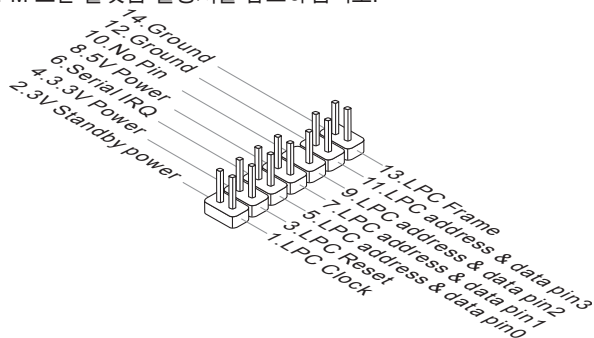 14.Ground
12.Ground
10.No Pin
8.5V Power
6.Serial IRQ
4.3.3V Power
2.3V Standby power
13.LPC Frame
11.LPC address & data pin3
9.LPC address & data pin2
7.LPC address & data pin1
5.LPC address & data pin0
3.LPC Reset
1.LPC Clock